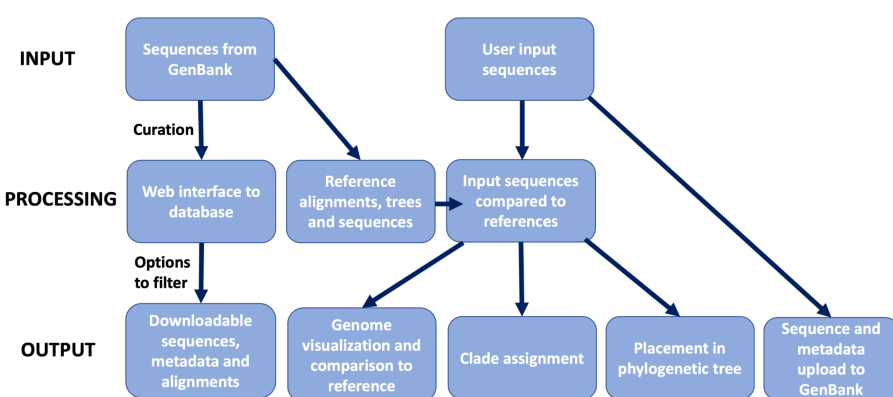 INPUT
Sequences from
GenBank
User input
sequences
Curation
PROCESSING
Web interface to
database
Reference
alignments, trees
and sequences
Input sequences
compared to
references
Options
to filter
OUTPUT
Downloadable
sequences,
metadata and
alignments
Genome
visualization and
comparison to
reference
Clade assignment
Placement in
phylogenetic tree
Sequence and
metadata
upload to
GenBank